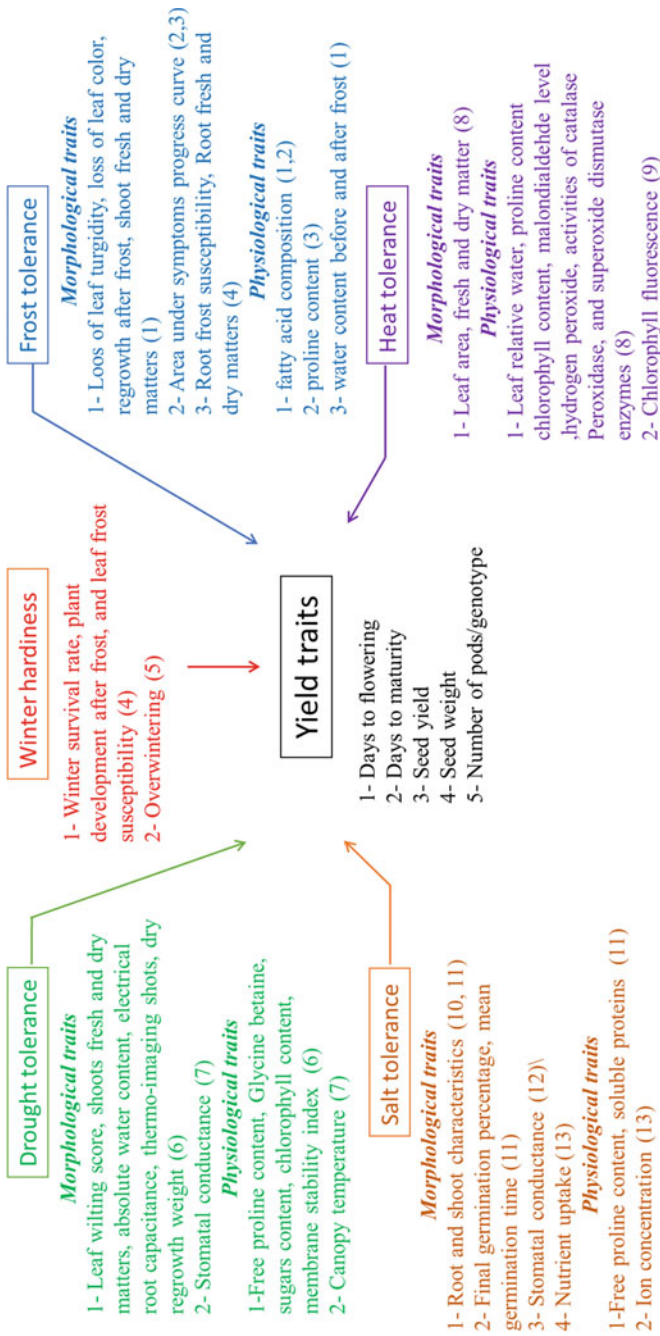 Drought tolerance
Morphological traits
1- Leaf wilting score, shoots fresh and dry
matters, absolute water content, electrical
root capacitance, thermo-imaging shots, dry
regrowth weight (6)
2- Stomatal conductance (7)
Physiological traits
1-Free proline content, Glycine betaine,
sugars content, chlorophyll content,
membrane stability index (6)
2- Canopy temperature (7)
Winter hardiness
1- Winter survival rate, plant
development after frost, and leaf frost
susceptibility (4)
2- Overwintering (5)
Frost tolerance
Morphological traits
1- Loos of leaf turgidity, loss of leaf color,
regrowth after frost, shoot fresh and dry
matters (1)
2- Area under symptoms progress curve (2,3)
3- Root frost susceptibility, Root fresh and
dry matters (4)
Physiological traits
1- fatty acid composition (1,2)
2- proline content (3)
3- water content before and after frost (1)
Yield traits
1- Days to flowering
2- Days to maturity
3- Seed yield
4- Seed weight
5- Number of pods/genotype
Salt tolerance
Morphological traits
1- Root and shoot characteristics (10, 11)
2- Final germination percentage, mean
germination time (11)
3- Stomatal conductance (12)\
4- Nutrient uptake (13)
Physiological traits
1-Free proline content, soluble proteins (11)
2- Ion concentration (13)
Heat tolerance
Morphological traits
1- Leaf area, fresh and dry matter (8)
Physiological traits
1- Leaf relative water, proline content
chlorophyll content, malondialdehde level
,hydrogen peroxide, activities of catalase
Peroxidase, and superoxide dismutase
enzymes (8)
2- Chlorophyll fluorescence (9)